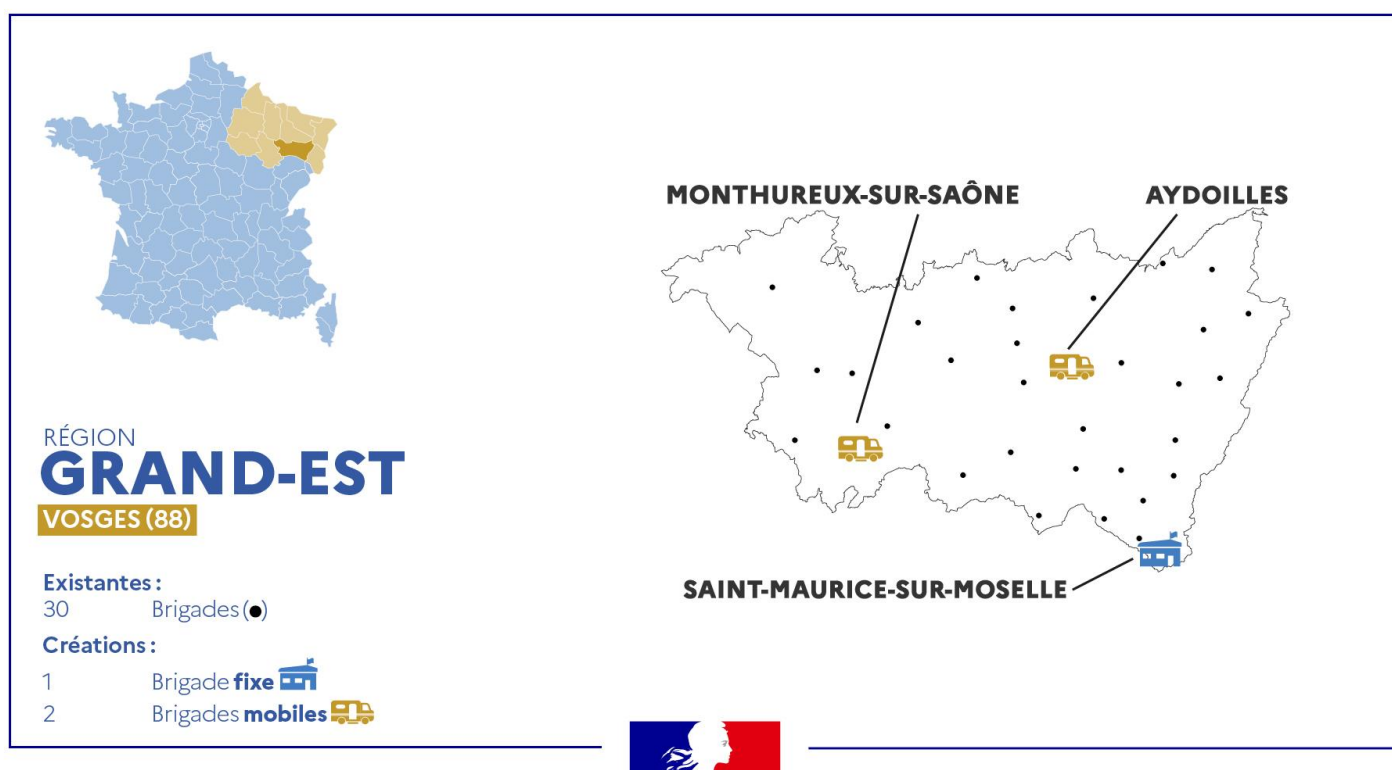 MONTHUREUX-SUR-SAÔNE
AYDOILLES
RÉGION
GRAND-EST
VOSGES (88)
Existantes :
30 Brigades (●)
Créations :
1 Brigade fixe
2 Brigades mobiles
SAINT-MAURICE-SUR-MOSELLE